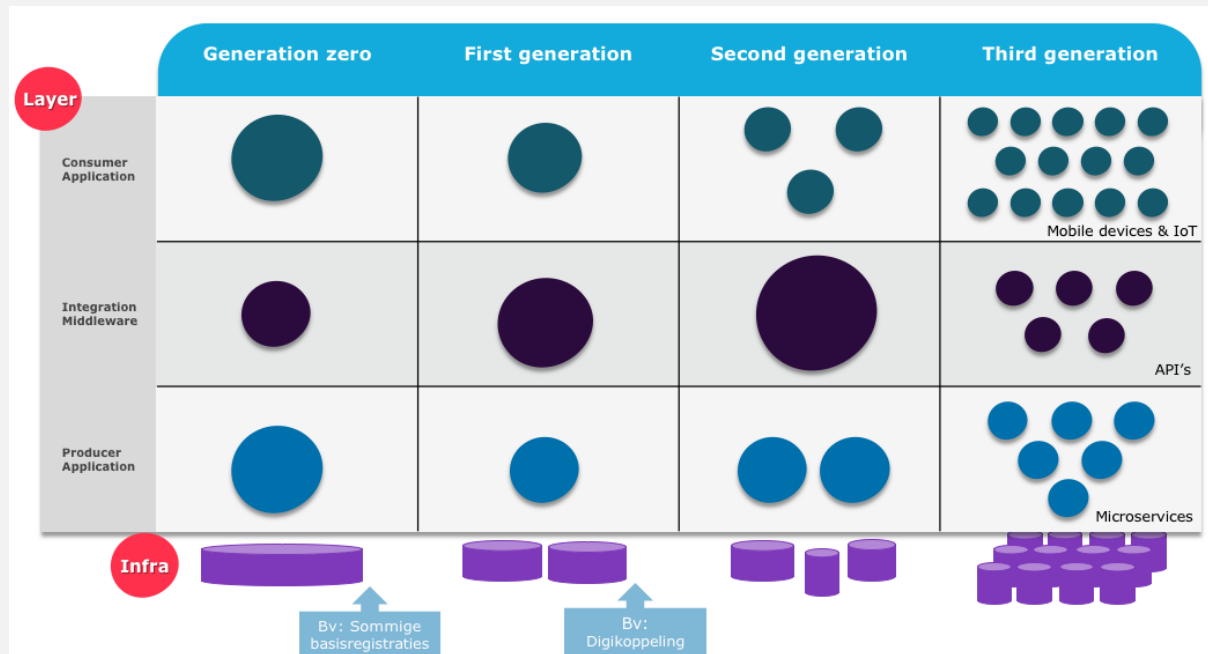 Generation zero
First generation
Second generation
Third generation
Layer
Consumer
Application
Mobile devices & IoT
Integration
Middleware
API's
Producer
Application
Microservices
Infra
Bv: Sommige
basisregistraties
Bv:
Digikoppeling